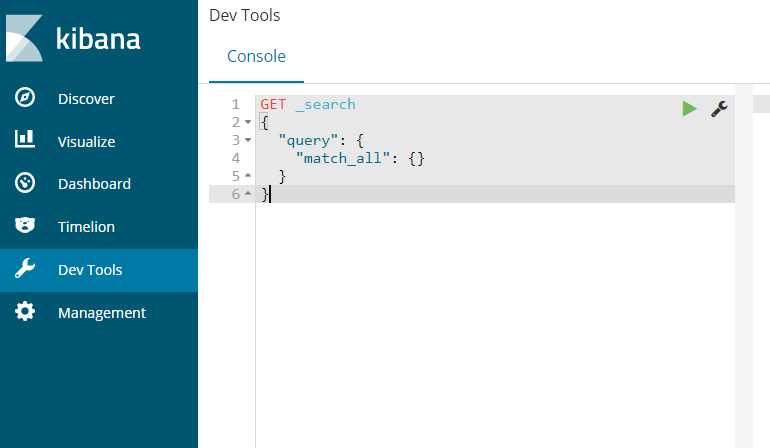 kibana
Discover
Visualize
Dashboard
Timelion
Dev Tools
Management
Dev Tools
Console
1 GET _search
2 {
3   "query": {
4     "match_all": {}
5   }
6 }